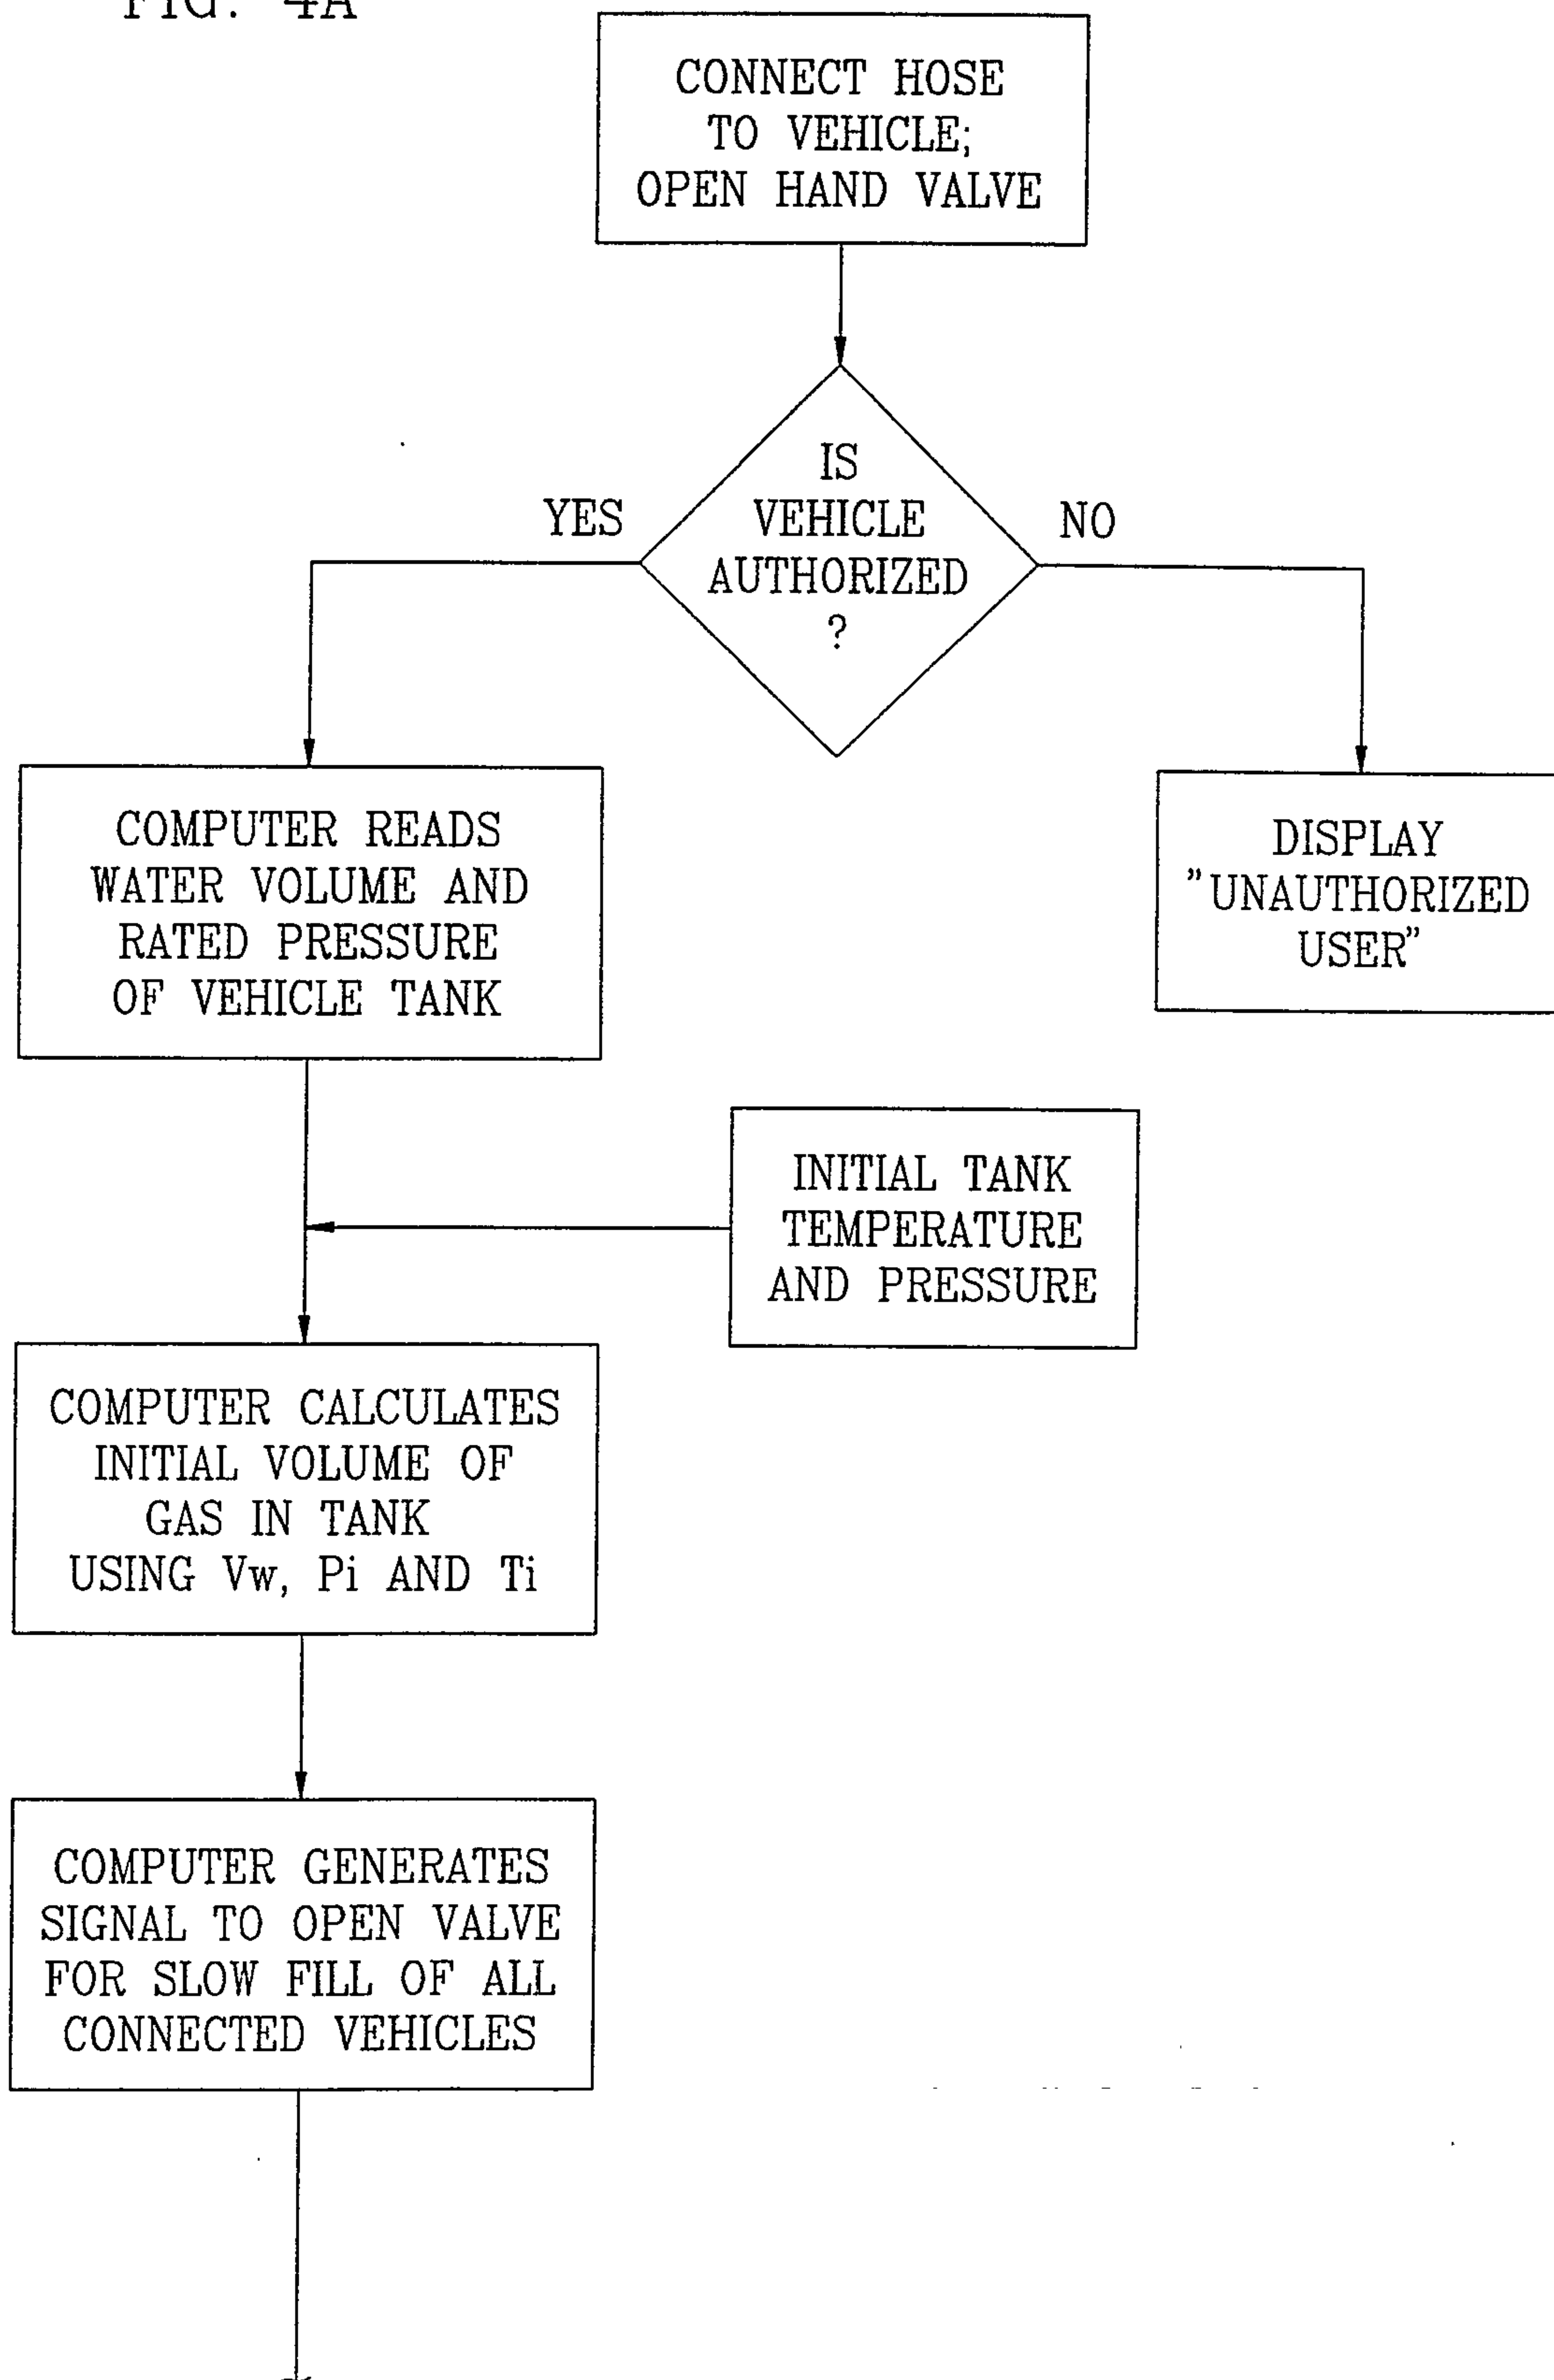 FIG. 4A
CONNECT HOSE
TO VEHICLE;
OPEN HAND VALVE
IS
VEHICLE
AUTHORIZED
?
YES
NO
COMPUTER READS
WATER VOLUME AND
RATED PRESSURE
OF VEHICLE TANK
DISPLAY
"UNAUTHORIZED
USER"
INITIAL TANK
TEMPERATURE
AND PRESSURE
COMPUTER CALCULATES
INITIAL VOLUME OF
GAS IN TANK
USING Vw, Pi AND Ti
COMPUTER GENERATES
SIGNAL TO OPEN VALVE
FOR SLOW FILL OF ALL
CONNECTED VEHICLES